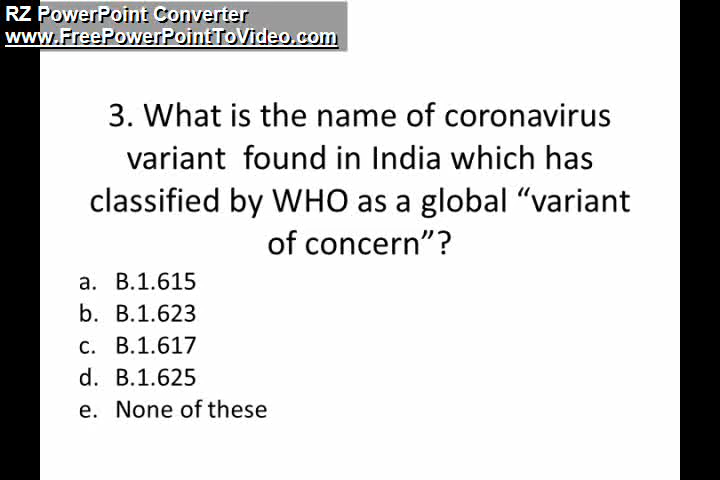 RZ PowerPoint Converter
www.FreePowerPointToVideo.com
3. What is the name of coronavirus
variant found in India which has
classified by WHO as a global “variant
of concern”?
a. B.1.615
b. B.1.623
c. B.1.617
d. B.1.625
e. None of these